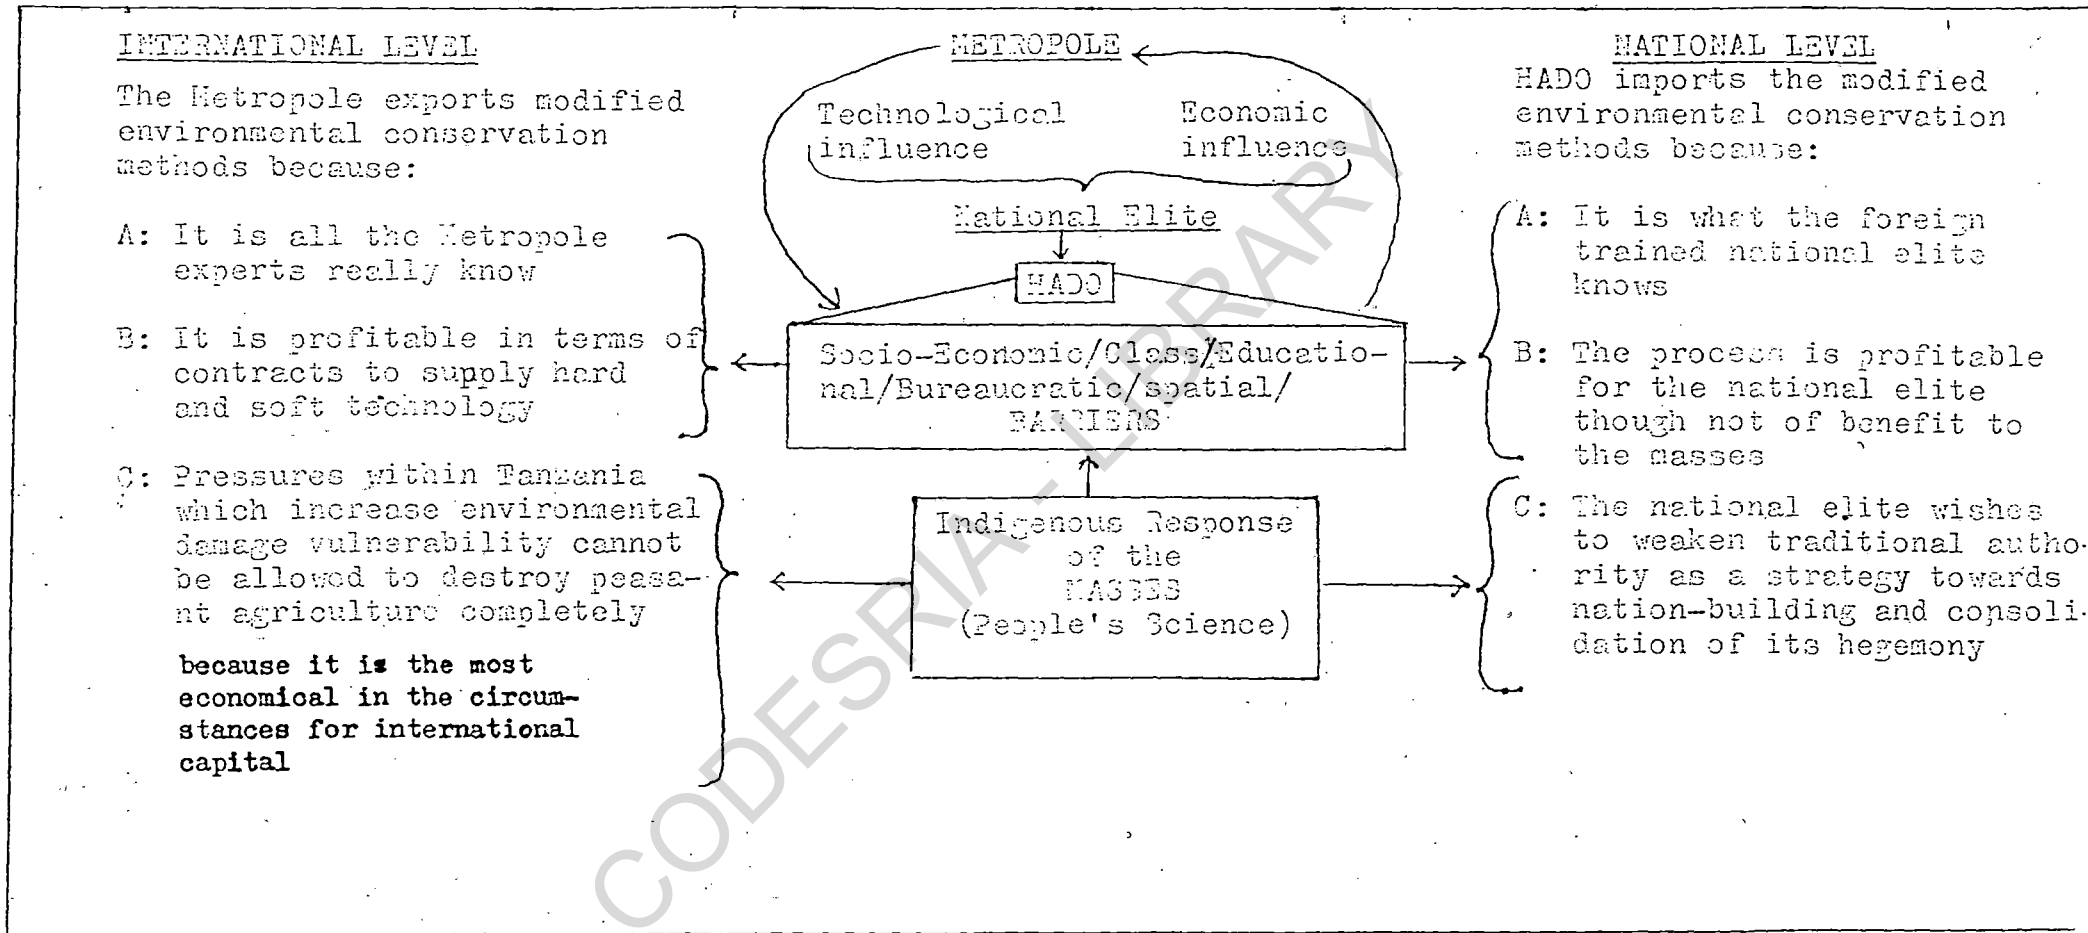 INTERNATIONAL LEVEL
The Metropole exports modified
environmental conservation
methods because:
A: It is all the Metropole
experts really know
B: It is profitable in terms of
contracts to supply hard
and soft technology
C: Pressures within Tanzania
which increase environmental
damage vulnerability cannot
be allowed to destroy peasa-
nt agriculture completely
because it is the most
economical in the circum-
stances for international
capital
METROPOLE
Technological
influence
Economic
influence
National Elite
HADO
Socio-Economic/Class/Educatio-
nal/Bureaucratic/spatial/
BARRIERS
Indigenous Response
of the
MASSES
(People's Science)
NATIONAL LEVEL
HADO imports the modified
environmental conservation
methods because:
A: It is what the foreign
trained national elite
knows
B: The process is profitable
for the national elite
though not of benefit to
the masses
C: The national elite wishes
to weaken traditional autho-
rity as a strategy towards
nation-building and consoli-
dation of its hegemony
CODESRIA - LIBRARY